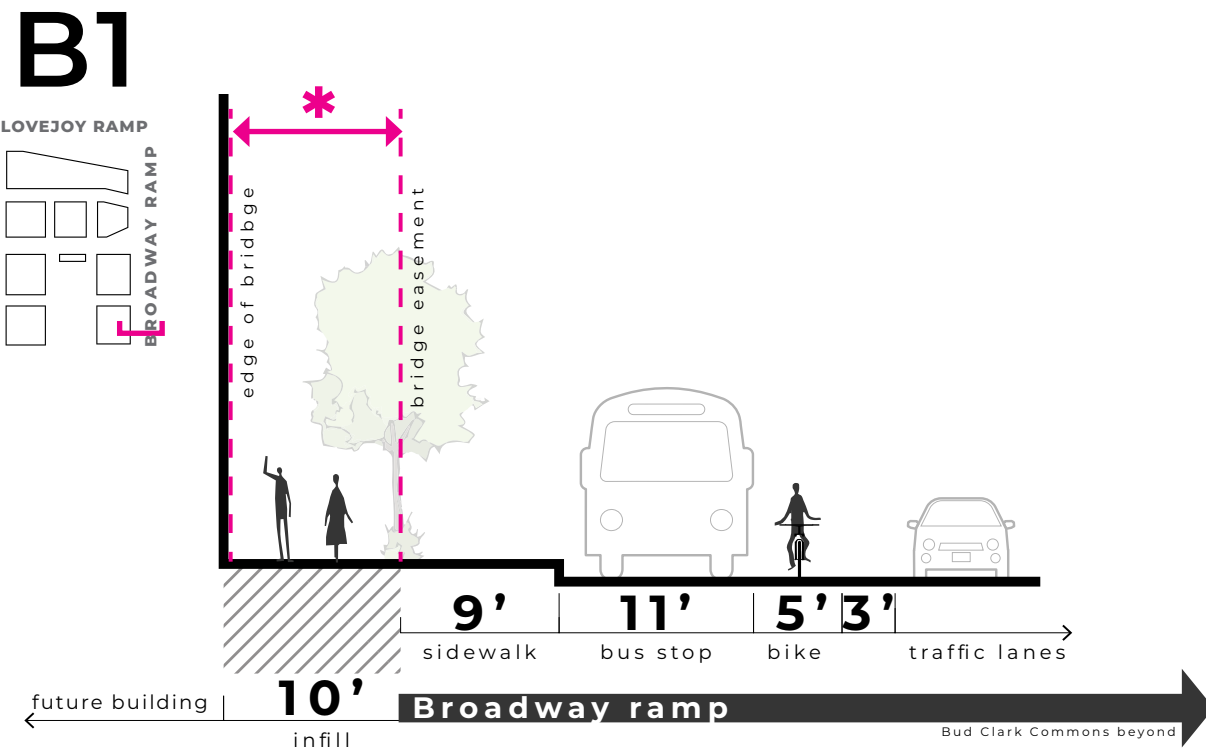 B1
LOVEJOY RAMP
BROADWAY RAMP
*
edge of bridbge
bridge easement
9’ 11’ 5’ 3’
sidewalk bus stop bike traffic lanes
future building 10’ Broadway ramp
infill
Bud Clark Commons beyond